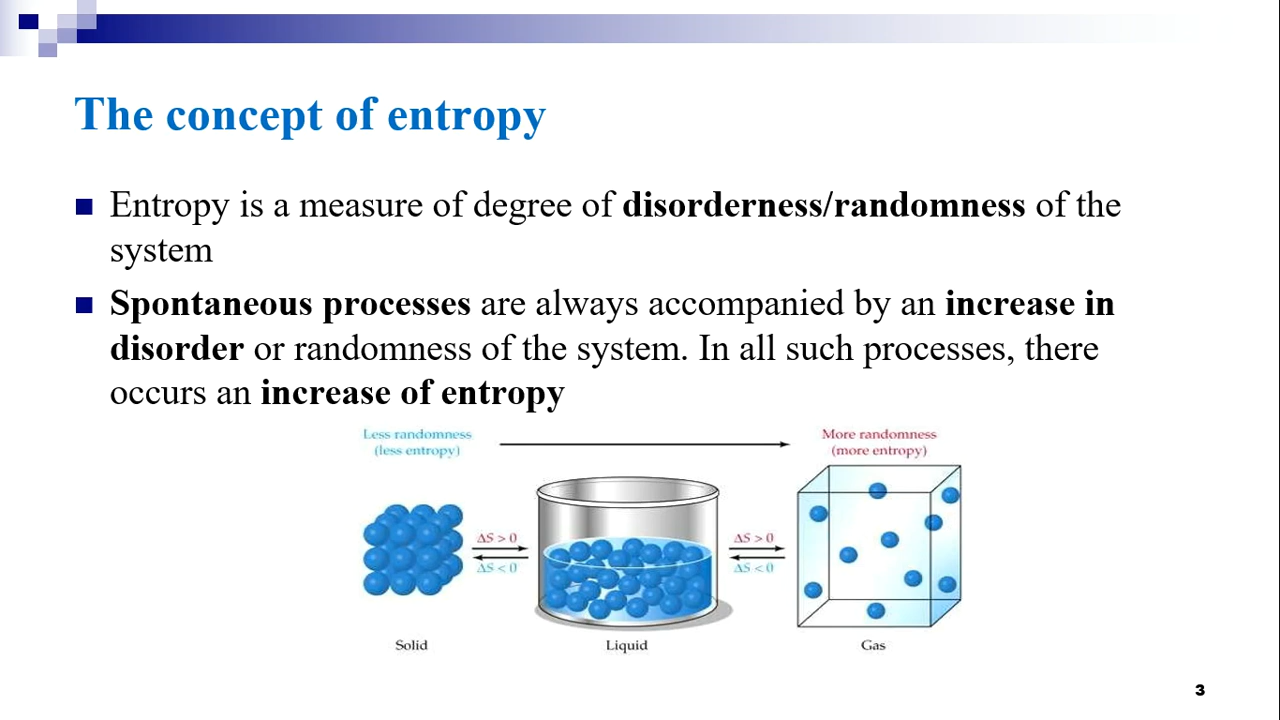 The concept of entropy
Entropy is a measure of degree of disorderness/randomness of the
system
Spontaneous processes are always accompanied by an increase in
disorder or randomness of the system. In all such processes, there
occurs an increase of entropy
Less randomness
(less entropy)
More randomness
(more entropy)
ΔS > 0
ΔS < 0
ΔS > 0
ΔS < 0
Solid
Liquid
Gas
3